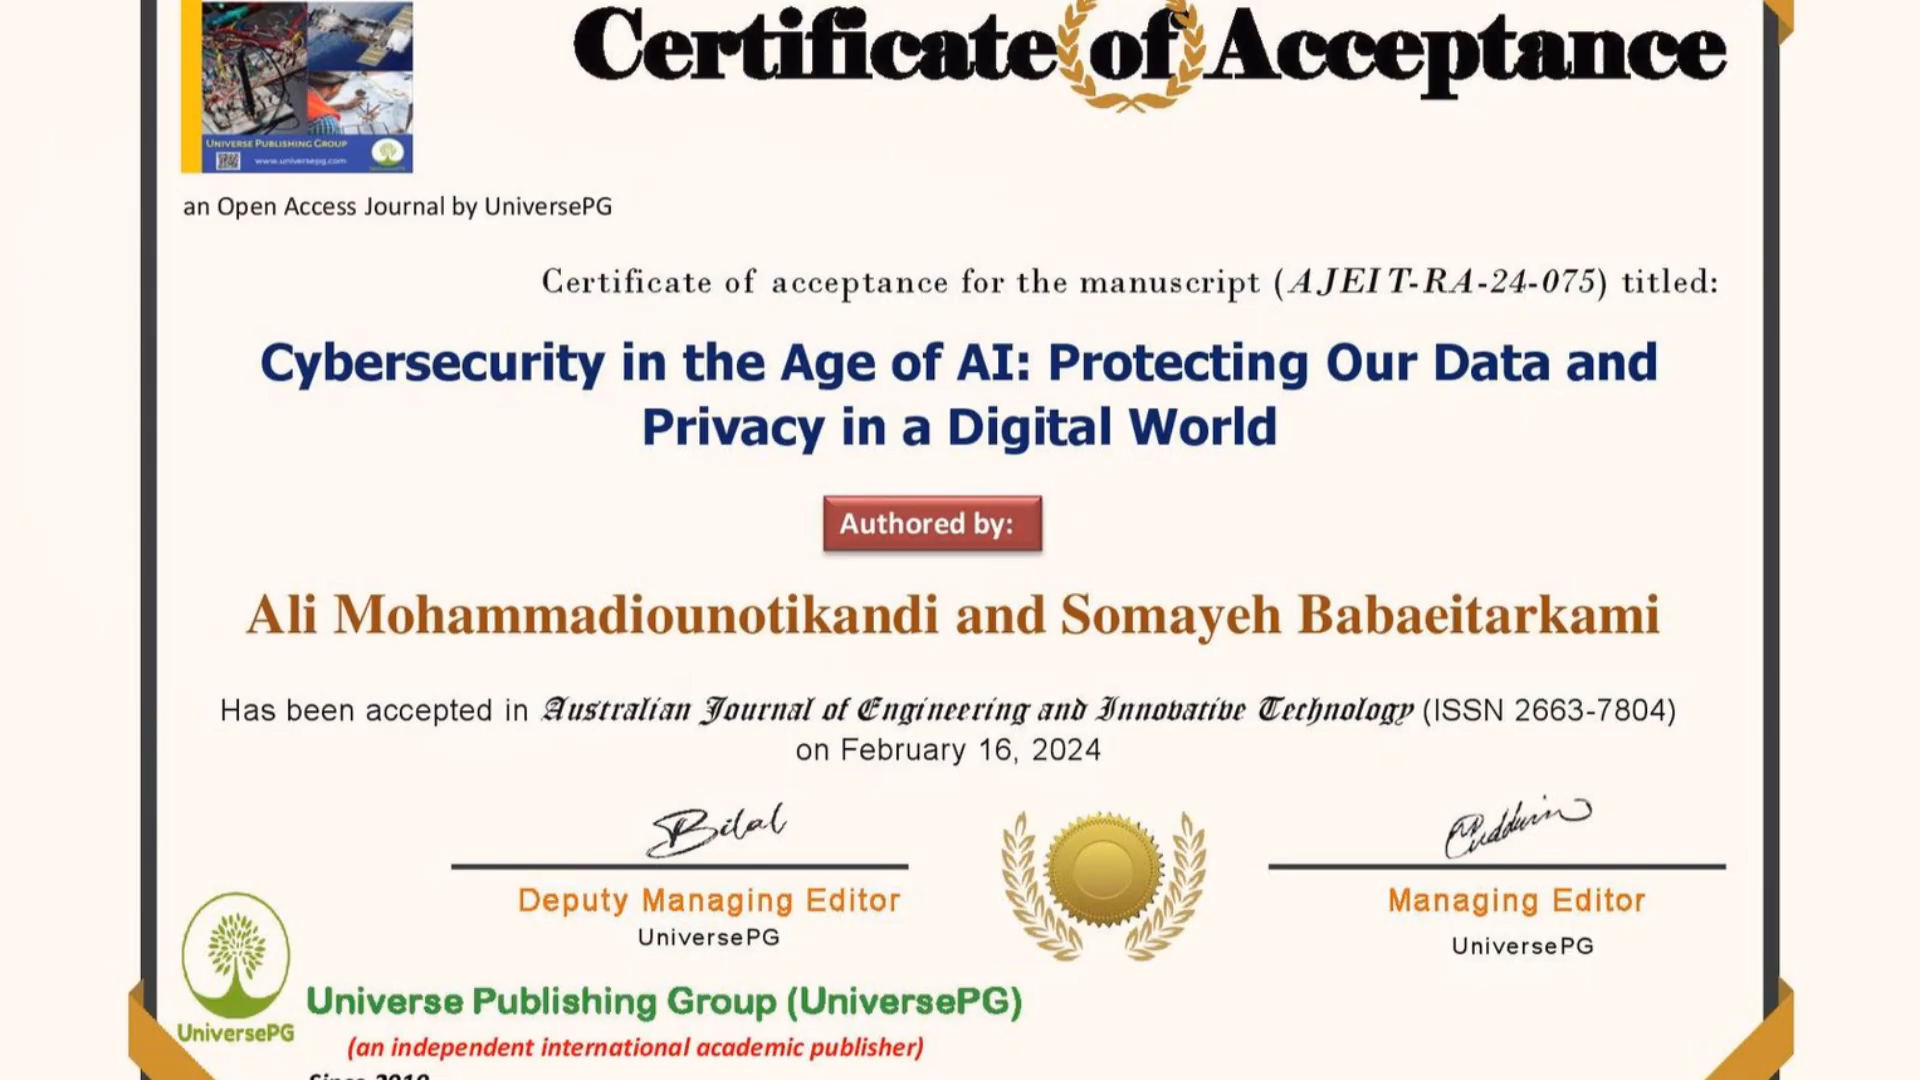 Certificate of Acceptance
UNIVERSE PUBLISHING GROUP
www.universepg.com
an Open Access Journal by UniversePG
Certificate of acceptance for the manuscript (AJEIT-RA-24-075) titled:
Cybersecurity in the Age of AI: Protecting Our Data and
Privacy in a Digital World
Authored by:
Ali Mohammadiounotikandi and Somayeh Babaeitarkami
Has been accepted in Australian Journal of Engineering and Innovative Technology (ISSN 2663-7804)
on February 16, 2024
Bilal
Deputy Managing Editor
UniversePG
Managing Editor
UniversePG
UniversePG
Universe Publishing Group (UniversePG)
(an independent international academic publisher)